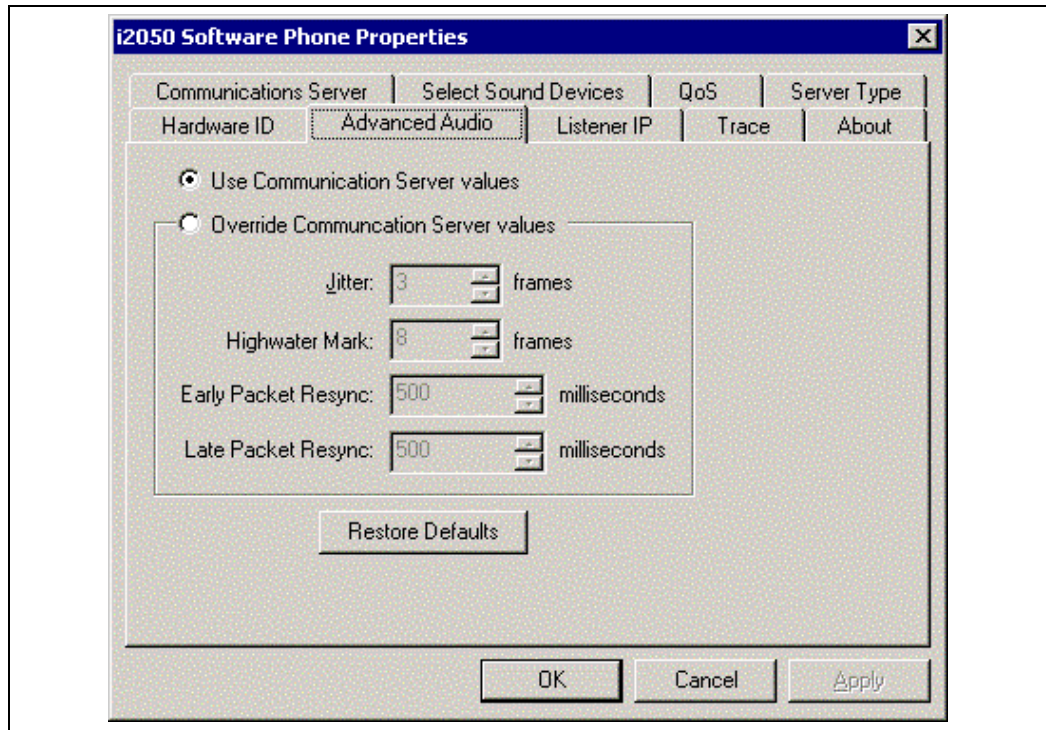 i2050 Software Phone Properties
Communications Server Select Sound Devices QoS Server Type
Hardware ID Advanced Audio Listener IP Trace About
Use Communication Server values
Override Communcation Server values
Jitter: 3 frames
Highwater Mark: 8 frames
Early Packet Resync: 500 milliseconds
Late Packet Resync: 500 milliseconds
Restore Defaults
OK Cancel Apply